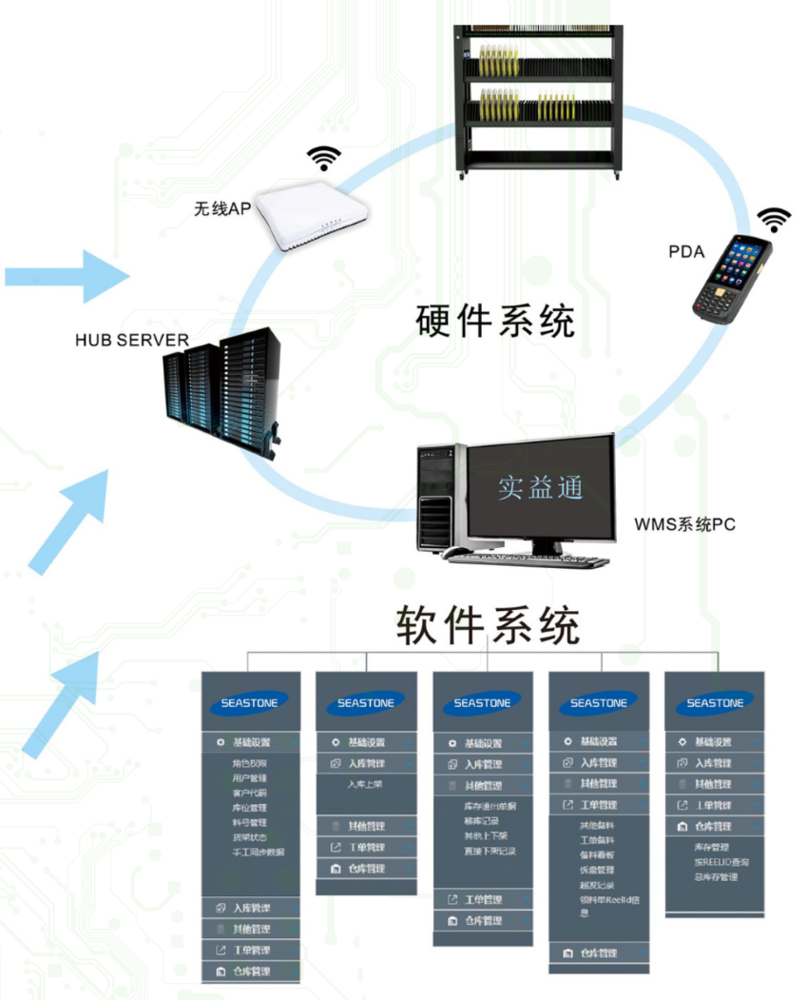 无线AP
PDA
硬件系统
HUB SERVER
实益通
WMS系统PC
软件系统
SEASTONE
基础设置
角色权限
用户管理
客户代码
库位管理
料号管理
货架状态
手工同步数据
入库管理
其他管理
工单管理
仓库管理
SEASTONE
基础设置
入库管理
入库上架
其他管理
工单管理
仓库管理
SEASTONE
基础设置
入库管理
其他管理
库存进出单据
移库记录
其他上下架
直接下架记录
工单管理
仓库管理
SEASTONE
基础设置
入库管理
其他管理
工单管理
其他备料
工单备料
备料看板
拆盘管理
超发记录
领料单ReelId信
息
仓库管理
SEASTONE
基础设置
入库管理
其他管理
工单管理
仓库管理
库存管理
按REELID查询
总库存管理